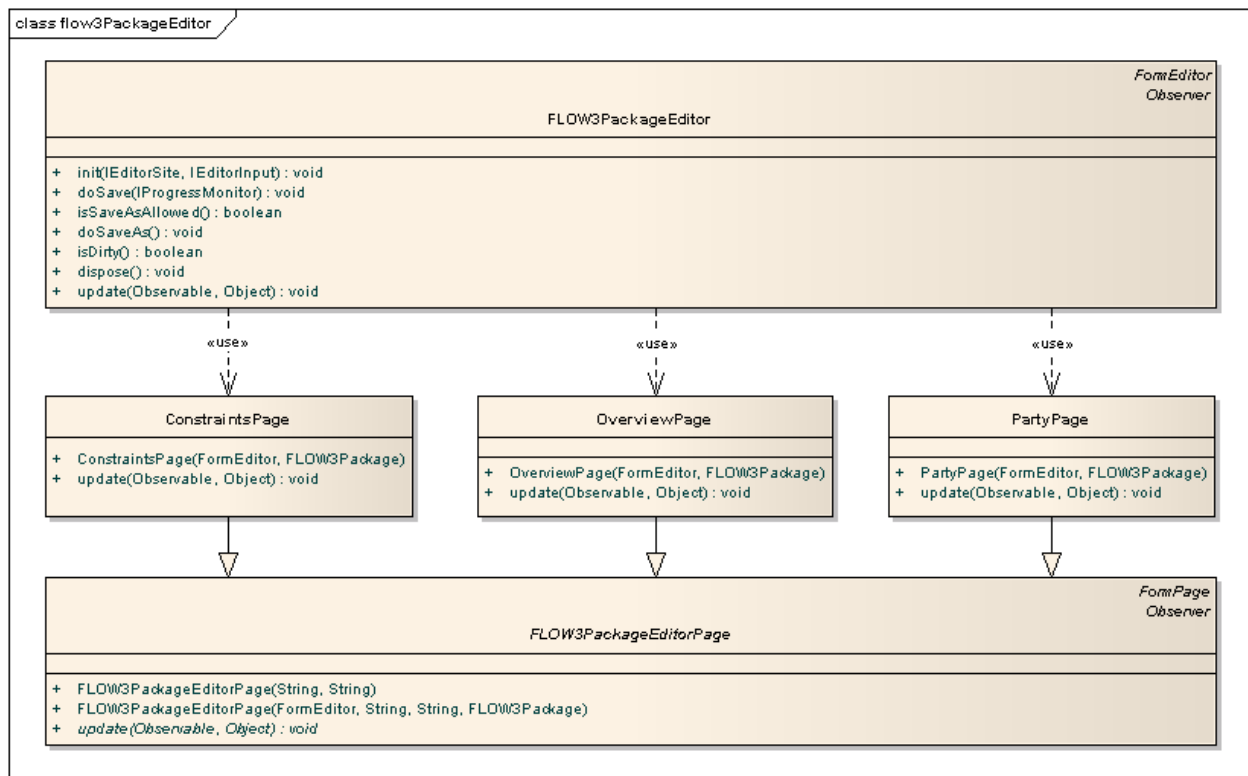 class flow3PackageEditor
FormEditor
Observer
FLOW3PackageEditor
+ init(IEditorSite, IEditorInput) : void
+ doSave(IProgressMonitor) : void
+ isSaveAsAllowed() : boolean
+ doSaveAs() : void
+ isDirty() : boolean
+ dispose() : void
+ update(Observable, Object) : void
«use» «use» «use»
ConstraintsPage
+ ConstraintsPage(FormEditor, FLOW3Package)
+ update(Observable, Object) : void
OverviewPage
+ OverviewPage(FormEditor, FLOW3Package)
+ update(Observable, Object) : void
PartyPage
+ PartyPage(FormEditor, FLOW3Package)
+ update(Observable, Object) : void
FormPage
Observer
FLOW3PackageEditorPage
+ FLOW3PackageEditorPage(String, String)
+ FLOW3PackageEditorPage(FormEditor, String, String, FLOW3Package)
+ update(Observable, Object) : void